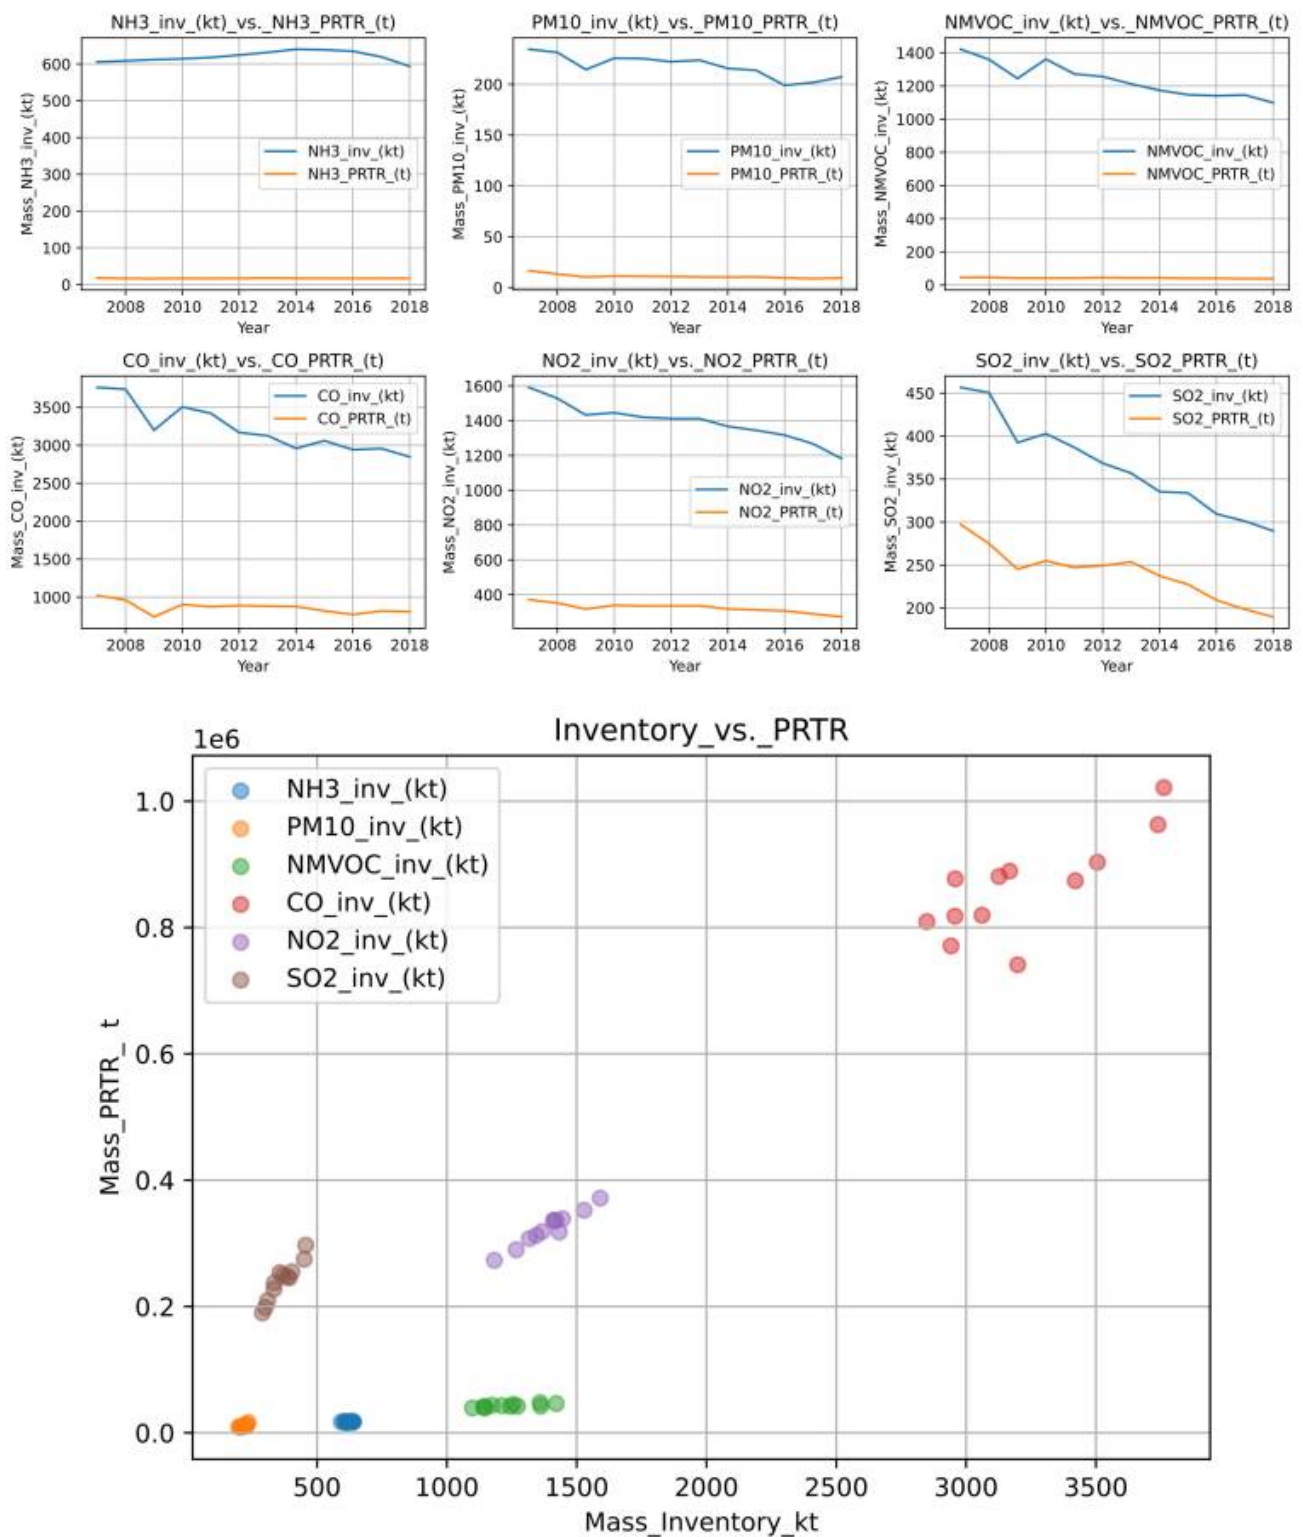 NH3_inv_(kt)_vs._NH3_PRTR_(t)
Mass_NH3_inv_(kt)
600
500
400
300
200
100
0
NH3_inv_(kt)
NH3_PRTR_(t)
2008 2010 2012 2014 2016 2018
Year
PM10_inv_(kt)_vs._PM10_PRTR_(t)
Mass_PM10_inv_(kt)
200
150
100
50
0
PM10_inv_(kt)
PM10_PRTR_(t)
2008 2010 2012 2014 2016 2018
Year
NMVOC_inv_(kt)_vs._NMVOC_PRTR_(t)
Mass_NMVOC_inv_(kt)
1400
1200
1000
800
600
400
200
0
NMVOC_inv_(kt)
NMVOC_PRTR_(t)
2008 2010 2012 2014 2016 2018
Year
CO_inv_(kt)_vs._CO_PRTR_(t)
Mass_CO_inv_(kt)
3500
3000
2500
2000
1500
1000
CO_inv_(kt)
CO_PRTR_(t)
2008 2010 2012 2014 2016 2018
Year
NO2_inv_(kt)_vs._NO2_PRTR_(t)
Mass_NO2_inv_(kt)
1600
1400
1200
1000
800
600
400
NO2_inv_(kt)
NO2_PRTR_(t)
2008 2010 2012 2014 2016 2018
Year
SO2_inv_(kt)_vs._SO2_PRTR_(t)
Mass_SO2_inv_(kt)
450
400
350
300
250
200
SO2_inv_(kt)
SO2_PRTR_(t)
2008 2010 2012 2014 2016 2018
Year
Inventory_vs._PRTR
1e6
Mass_PRTR_ t
1.0
0.8
0.6
0.4
0.2
0.0
NH3_inv_(kt)
PM10_inv_(kt)
NMVOC_inv_(kt)
CO_inv_(kt)
NO2_inv_(kt)
SO2_inv_(kt)
500 1000 1500 2000 2500 3000 3500
Mass_Inventory_kt